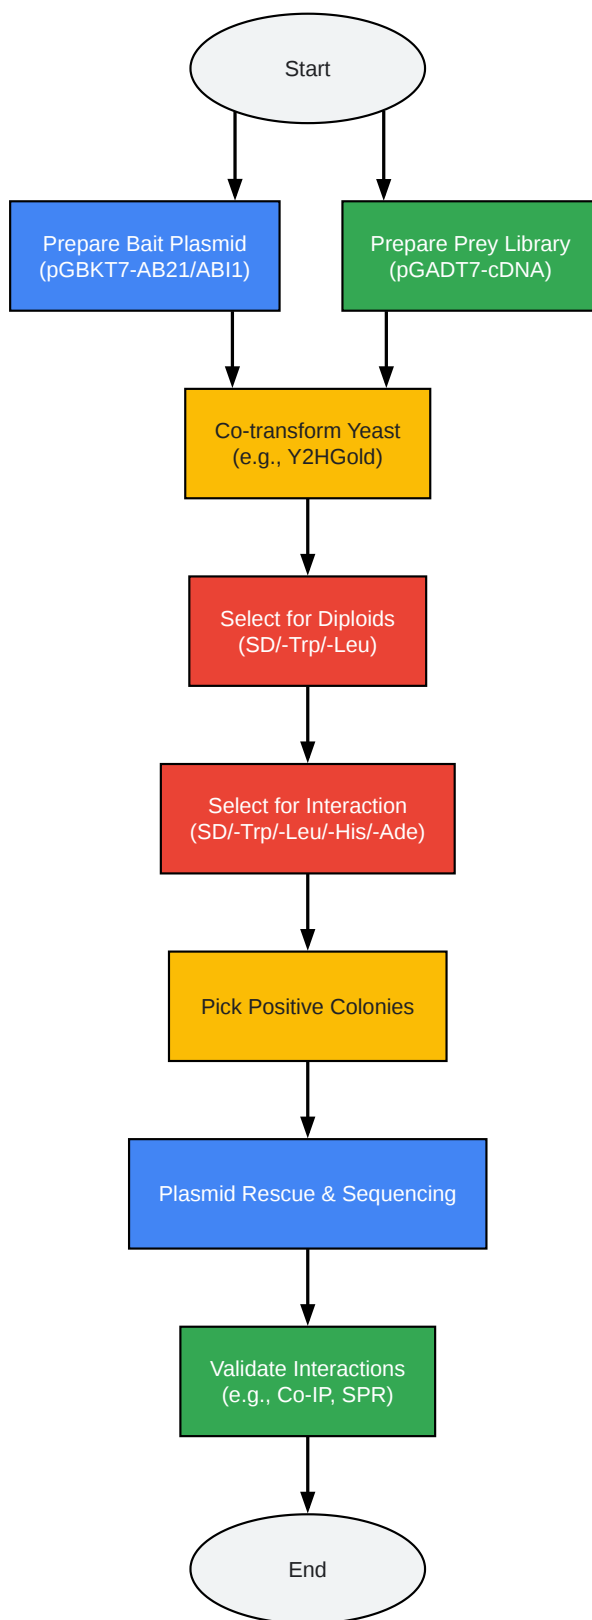 Start
Prepare Bait Plasmid
(pGBKT7-AB21/ABI1)
Prepare Prey Library
(pGADT7-cDNA)
Co-transform Yeast
(e.g., Y2HGold)
Select for Diploids
(SD/-Trp/-Leu)
Select for Interaction
(SD/-Trp/-Leu/-His/-Ade)
Pick Positive Colonies
Plasmid Rescue & Sequencing
Validate Interactions
(e.g., Co-IP, SPR)
End